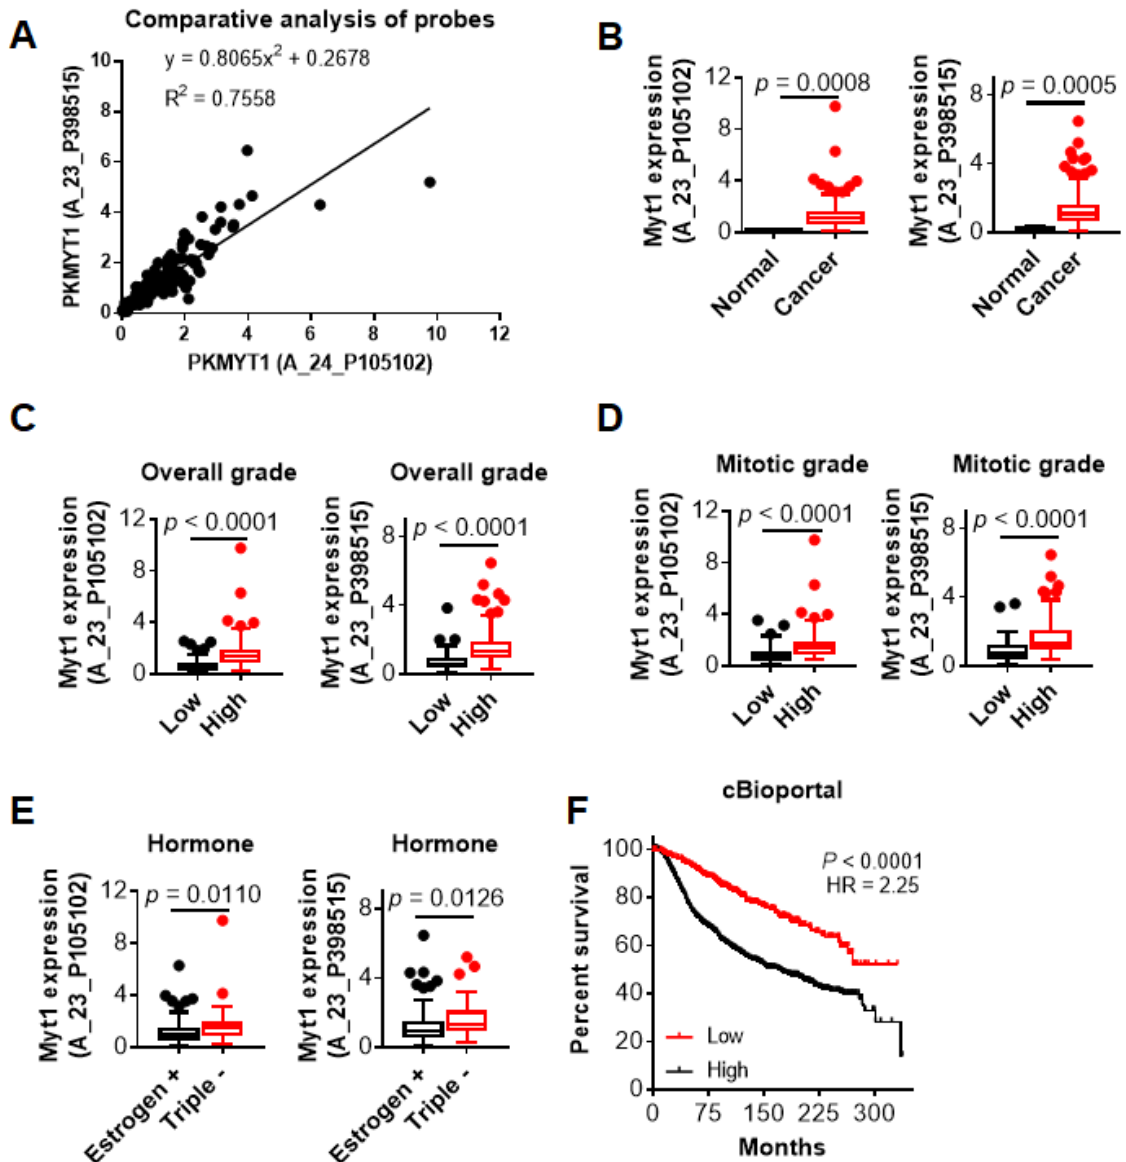 A
Comparative analysis of probes
y = 0.8065x² + 0.2678
R² = 0.7558
PKMYT1 (A_23_P398515)
10
8
6
4
2
0
0 2 4 6 8 10 12
PKMYT1 (A_24_P105102)
B
Myt1 expression
(A_23_P105102)
12
8
4
0
p = 0.0008
Normal
Cancer
Myt1 expression
(A_23_P398515)
8
4
0
p = 0.0005
Normal
Cancer
C
Overall grade
Myt1 expression
(A_23_P105102)
12
8
4
0
p < 0.0001
Low
High
Overall grade
Myt1 expression
(A_23_P398515)
8
4
0
p < 0.0001
Low
High
D
Mitotic grade
Myt1 expression
(A_23_P105102)
12
8
4
0
p < 0.0001
Low
High
Mitotic grade
Myt1 expression
(A_23_P398515)
8
4
0
p < 0.0001
Low
High
E
Hormone
Myt1 expression
(A_23_P105102)
12
8
4
0
p = 0.0110
Estrogen +
Triple -
Hormone
Myt1 expression
(A_23_P398515)
8
4
0
p = 0.0126
Estrogen +
Triple -
F
cBioportal
Percent survival
100
80
60
40
20
0
P < 0.0001
HR = 2.25
Low
High
0 75 150 225 300
Months